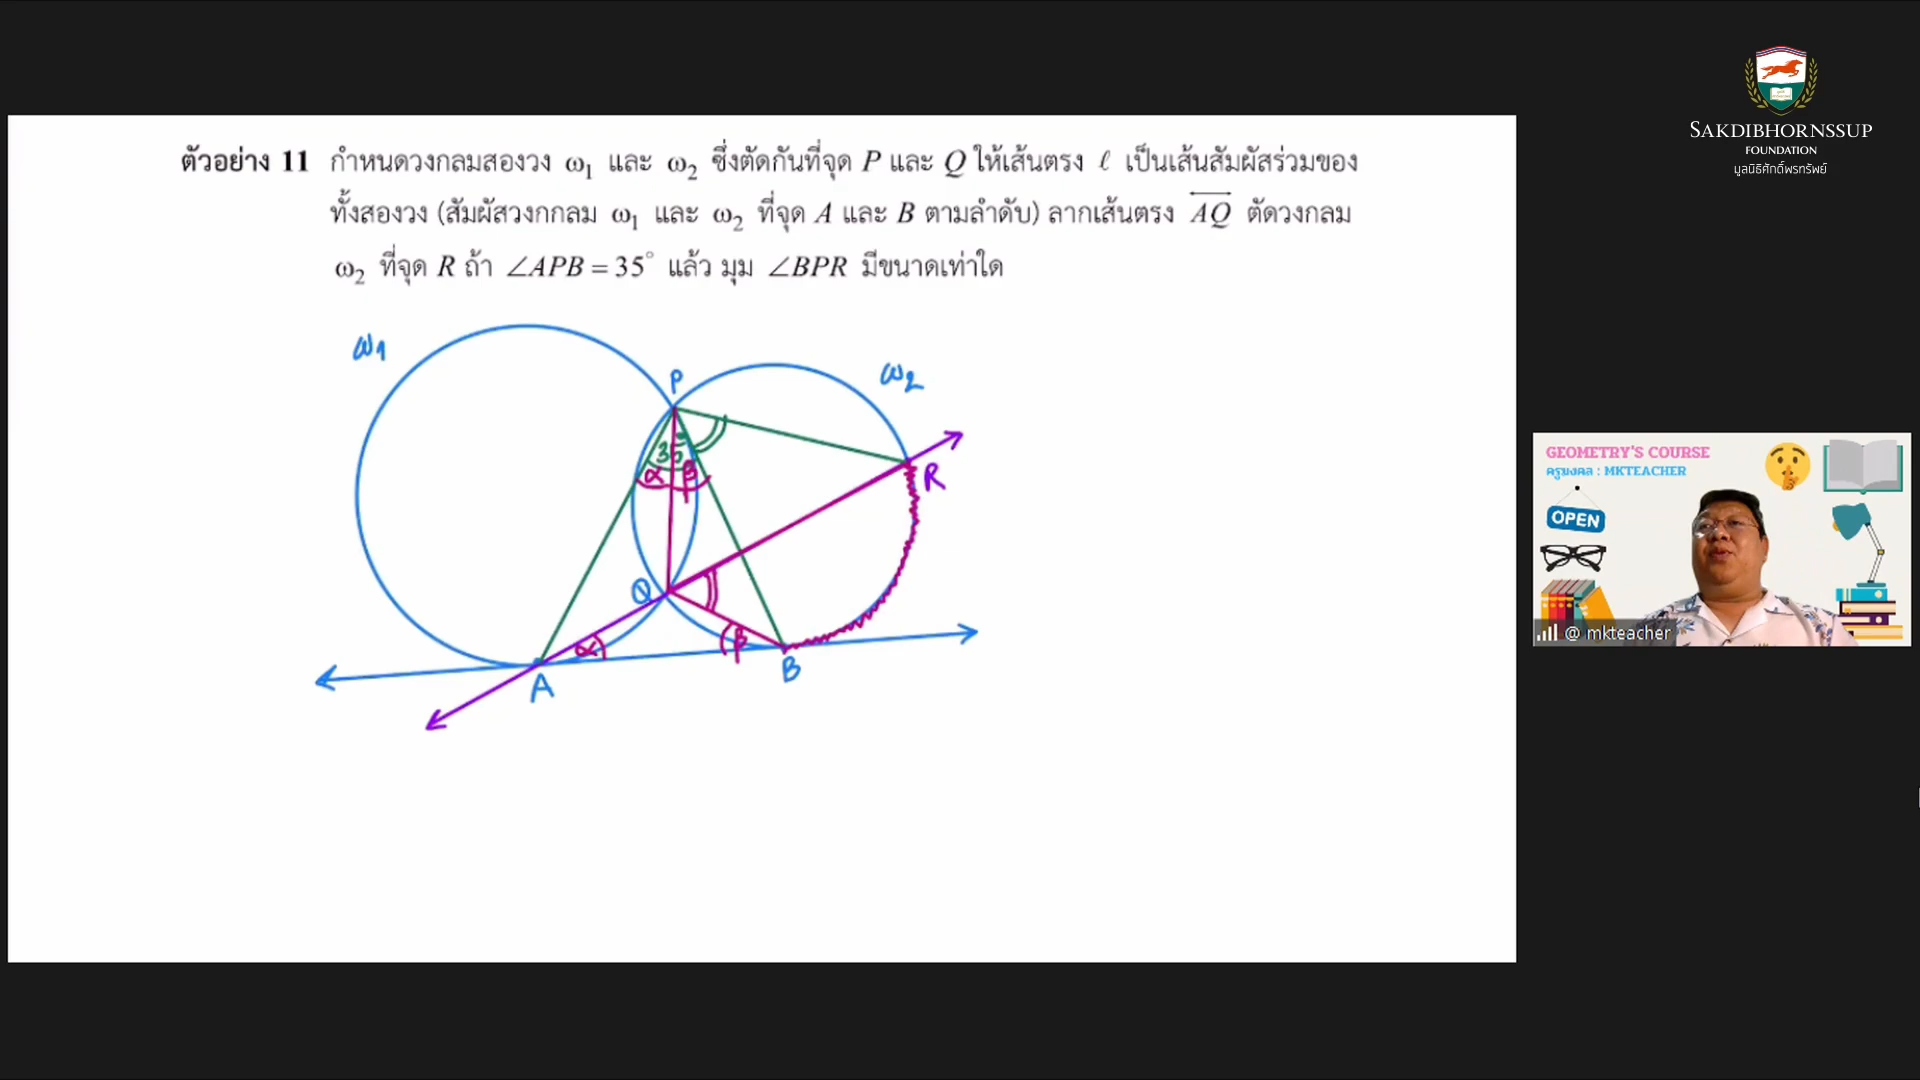 SAKDIBHORNSSUP
FOUNDATION
มูลนิธิศักดิ์พรทรัพย์
ตัวอย่าง 11 กำหนดวงกลมสองวง ω₁ และ ω₂ ซึ่งตัดกันที่จุด P และ Q ให้เส้นตรง ℓ เป็นเส้นสัมผัสร่วมของ
ทั้งสองวง (สัมผัสวงกกลม ω₁ และ ω₂ ที่จุด A และ B ตามลำดับ) ลากเส้นตรง AQ ตัดวงกลม
ω₂ ที่จุด R ถ้า ∠APB = 35° แล้ว มุม ∠BPR มีขนาดเท่าใด
ω1
ω2
P
35
α β
R
Q
α
β
A
B
GEOMETRY'S COURSE
ครูมงคล : MKTEACHER
OPEN
@ mkteacher